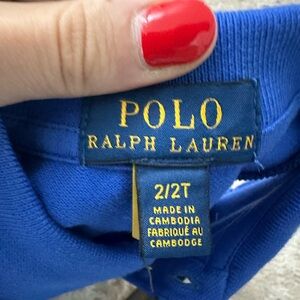 POLO
RALPH LAUREN
2/2T
MADE IN
CAMBODIA
FABRIQUÉ AU
CAMBODGE